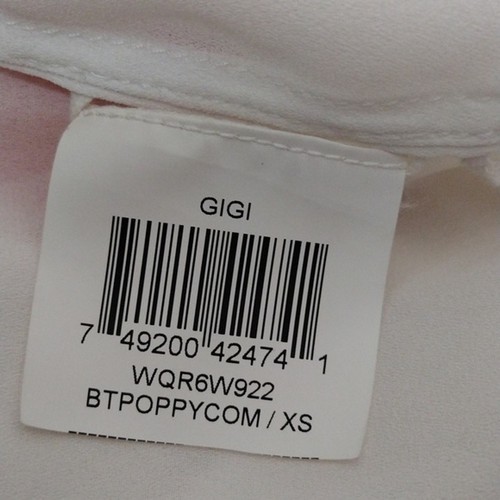 GIGI
7 49200 42474 1
WQR6W922
BTPOPPYCOM / XS